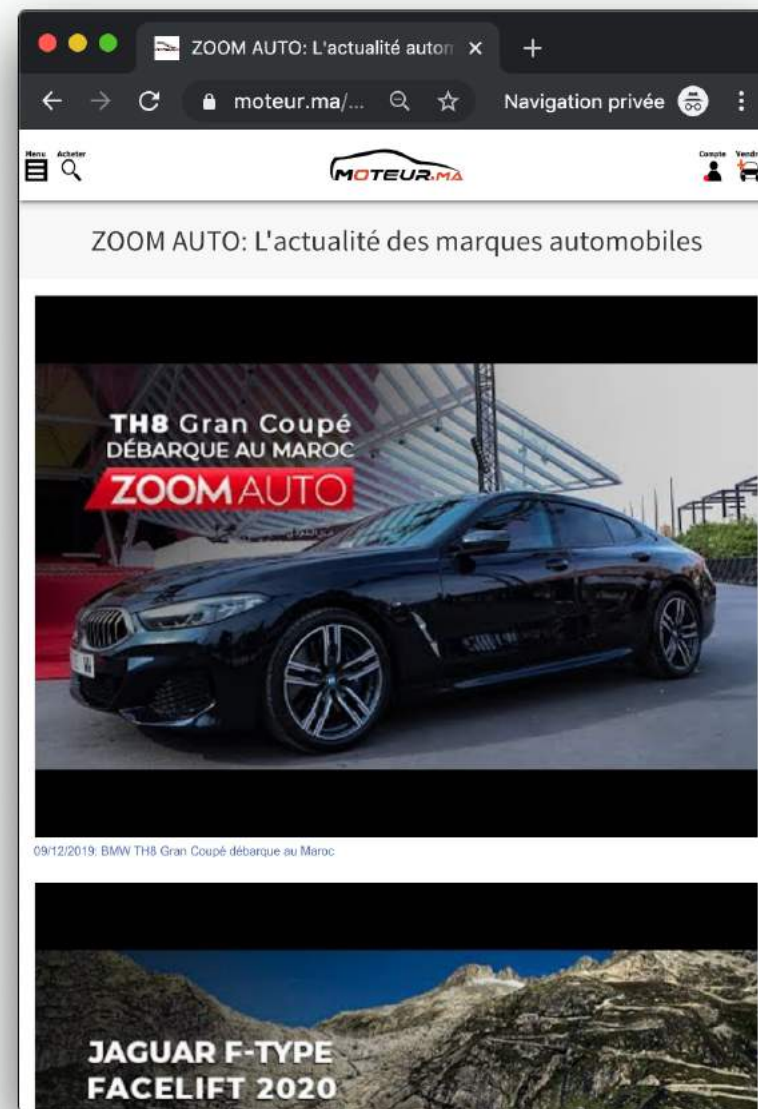 ZOOM AUTO: L'actualité autom
moteur.ma/...
Navigation privée
Menu
Acheter
MOTEUR.MA
Compte
Vendr
ZOOM AUTO: L'actualité des marques automobiles
TH8 Gran Coupé
DÉBARQUE AU MAROC
ZOOM AUTO
09/12/2019: BMW TH8 Gran Coupé débarque au Maroc
JAGUAR F-TYPE
FACELIFT 2020